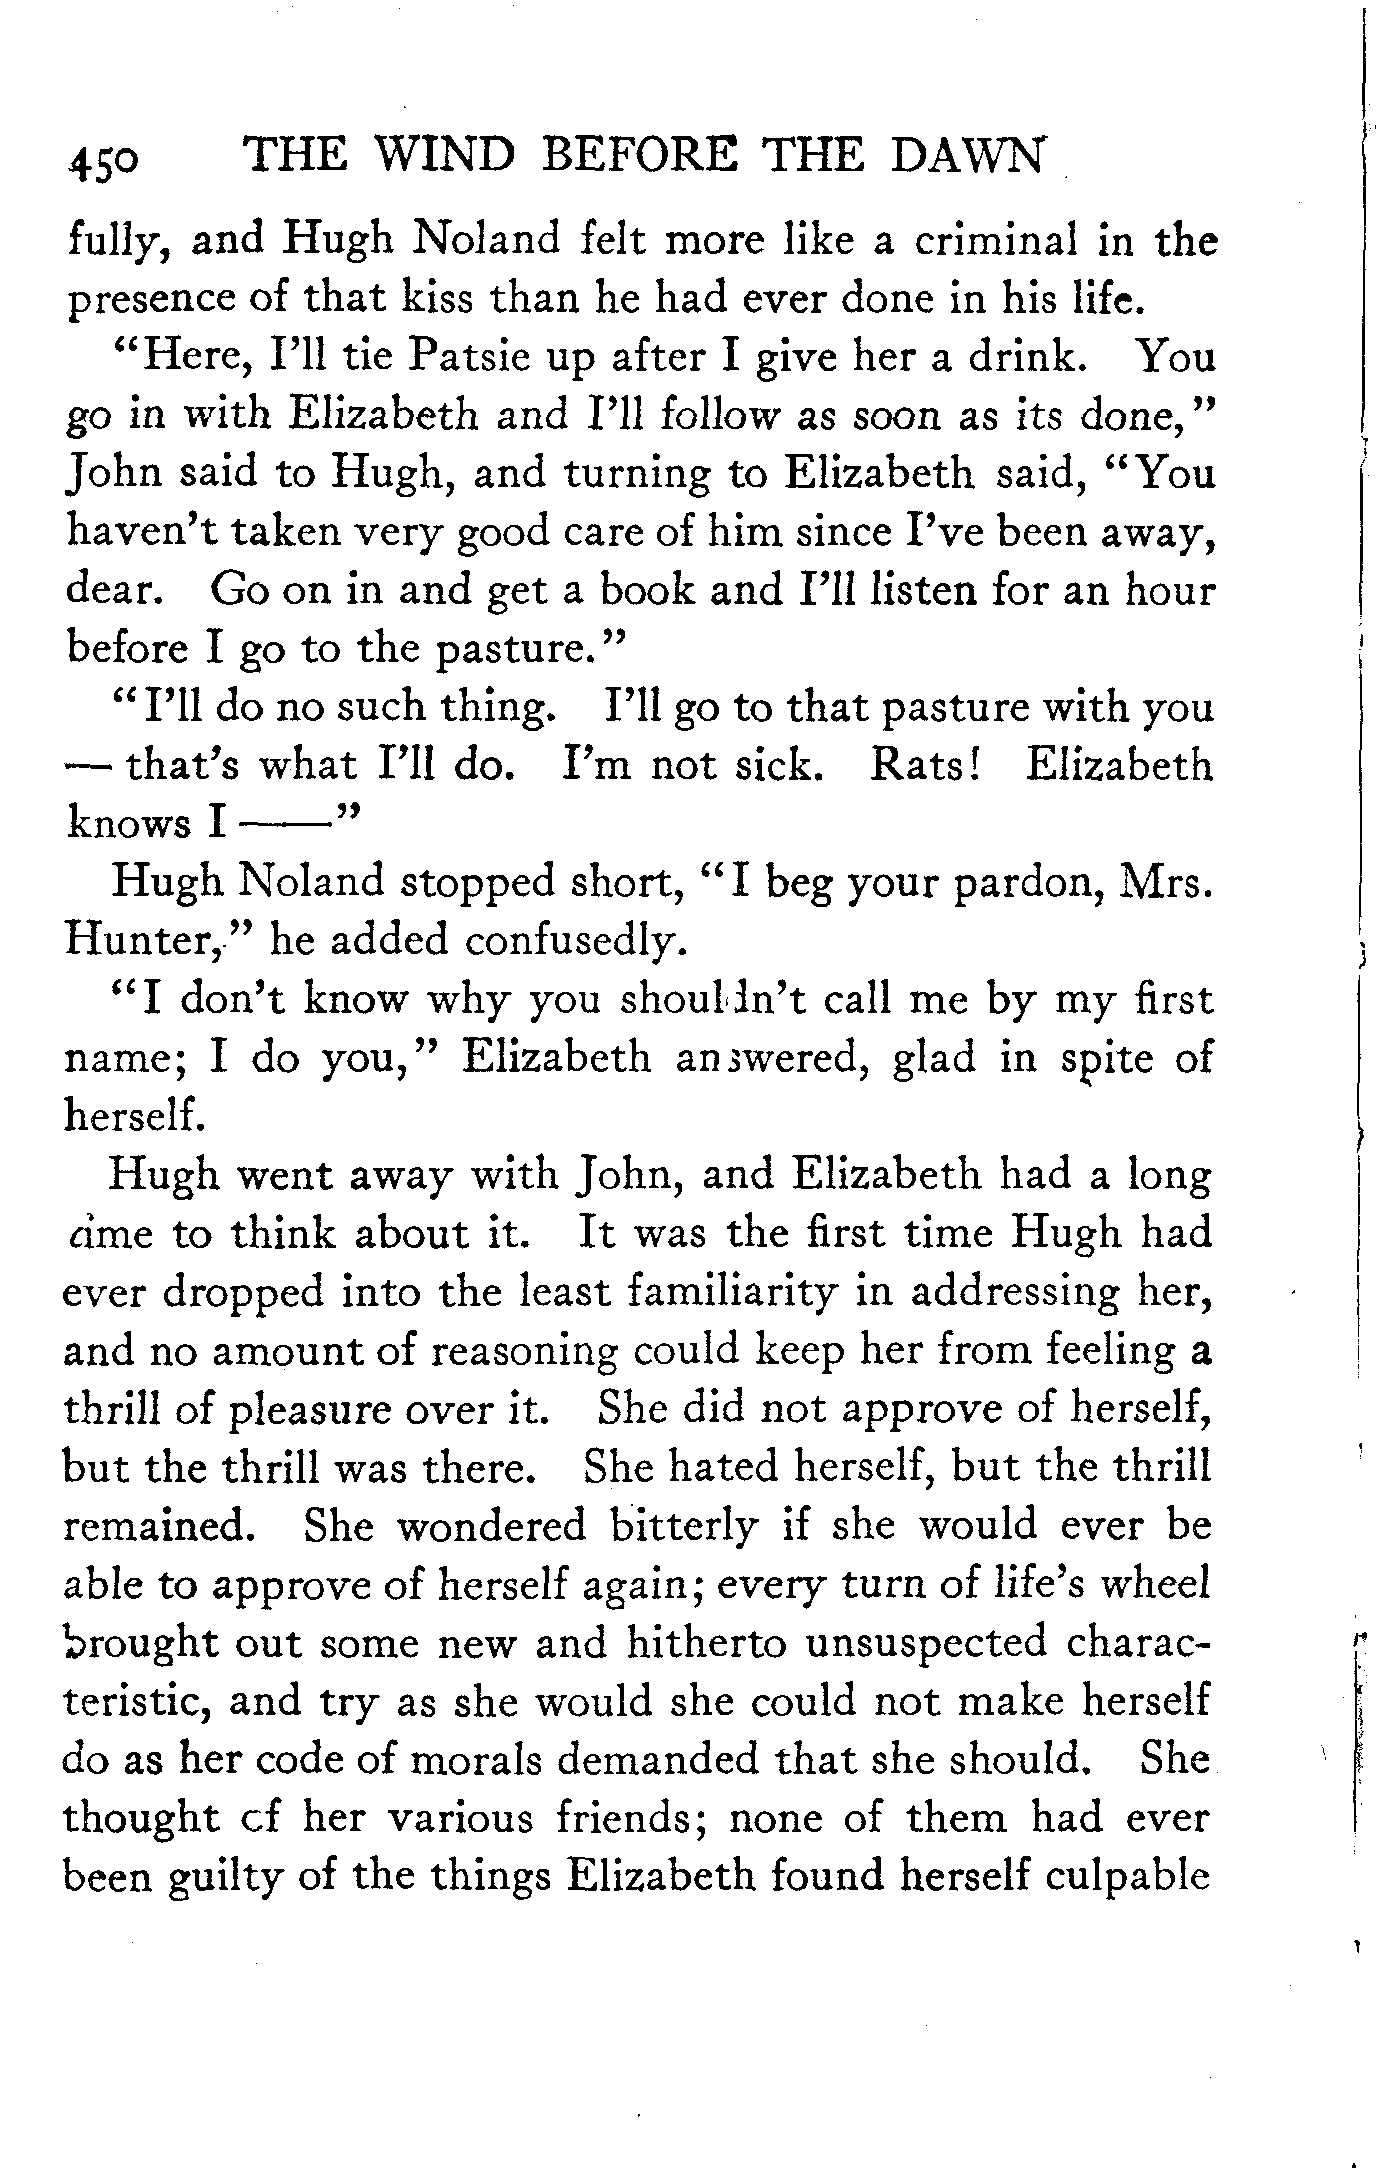 450 THE WIND BEFORE THE DAWN
fully, and Hugh Noland felt more like a criminal in the
presence of that kiss than he had ever done in his life.
"Here, I'll tie Patsie up after I give her a drink. You
go in with Elizabeth and I'll follow as soon as its done,"
John said to Hugh, and turning to Elizabeth said, "You
haven't taken very good care of him since I've been away,
dear. Go on in and get a book and I'll listen for an hour
before I go to the pasture."
"I'll do no such thing. I'll go to that pasture with you
— that's what I'll do. I'm not sick. Rats! Elizabeth
knows I ——"
Hugh Noland stopped short, "I beg your pardon, Mrs.
Hunter," he added confusedly.
"I don't know why you shouldn't call me by my first
name; I do you," Elizabeth answered, glad in spite of
herself.
Hugh went away with John, and Elizabeth had a long
time to think about it. It was the first time Hugh had
ever dropped into the least familiarity in addressing her,
and no amount of reasoning could keep her from feeling a
thrill of pleasure over it. She did not approve of herself,
but the thrill was there. She hated herself, but the thrill
remained. She wondered bitterly if she would ever be
able to approve of herself again; every turn of life's wheel
brought out some new and hitherto unsuspected charac-
teristic, and try as she would she could not make herself
do as her code of morals demanded that she should. She
thought of her various friends; none of them had ever
been guilty of the things Elizabeth found herself culpable